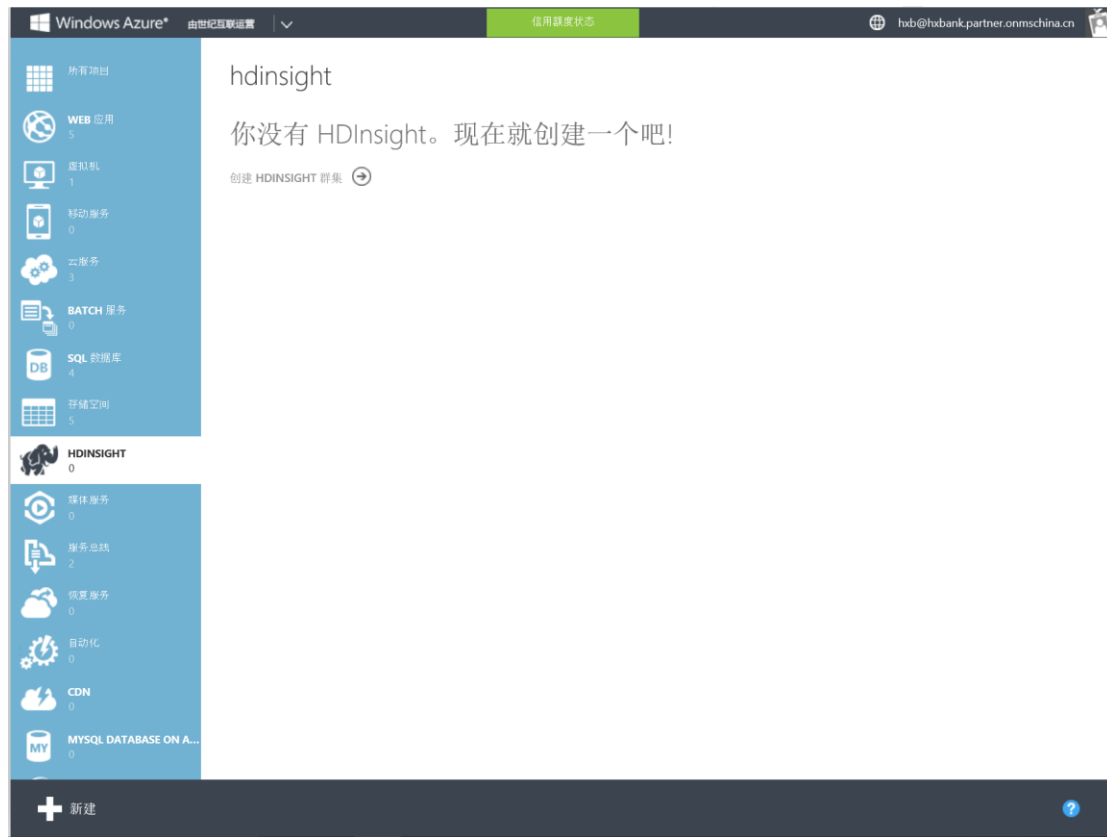 Windows Azure* 由世纪互联运营
信用额度状态
hxb@hxbank.partner.onmschina.cn
所有项目
WEB 应用
5
虚拟机
1
移动服务
0
云服务
3
BATCH 服务
0
SQL 数据库
4
DB
存储空间
5
HDINSIGHT
0
媒体服务
0
服务总线
2
恢复服务
0
自动化
0
CDN
0
MYSQL DATABASE ON A...
0
MY
hdinsight
你没有 HDInsight。现在就创建一个吧!
创建 HDINSIGHT 群集
新建
?